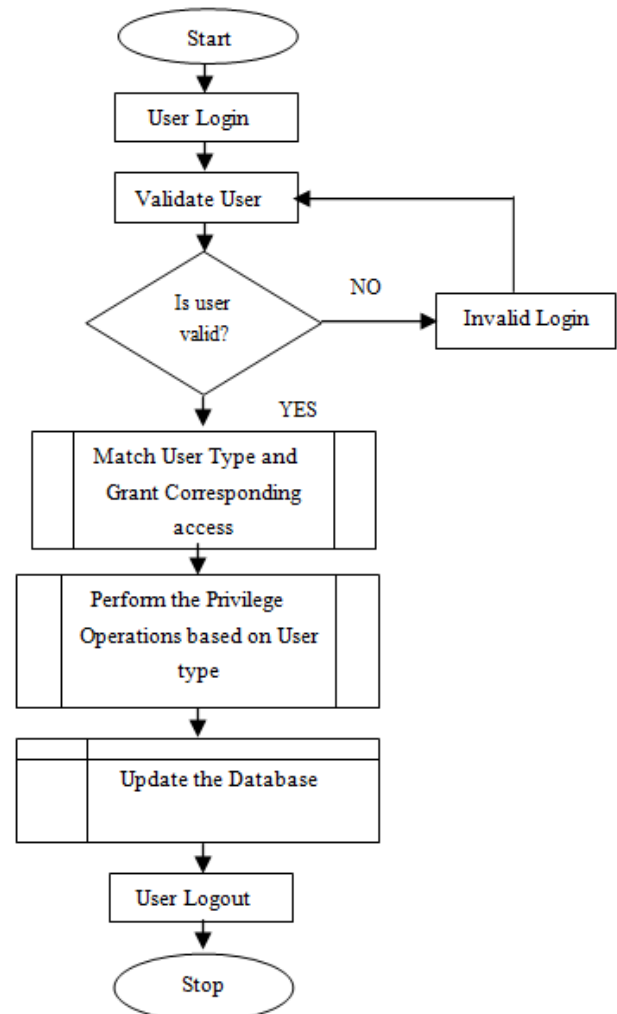 Start
User Login
Validate User
Is user
valid?
NO
Invalid Login
YES
Match User Type and
Grant Corresponding
access
Perform the Privilege
Operations based on User
type
Update the Database
User Logout
Stop